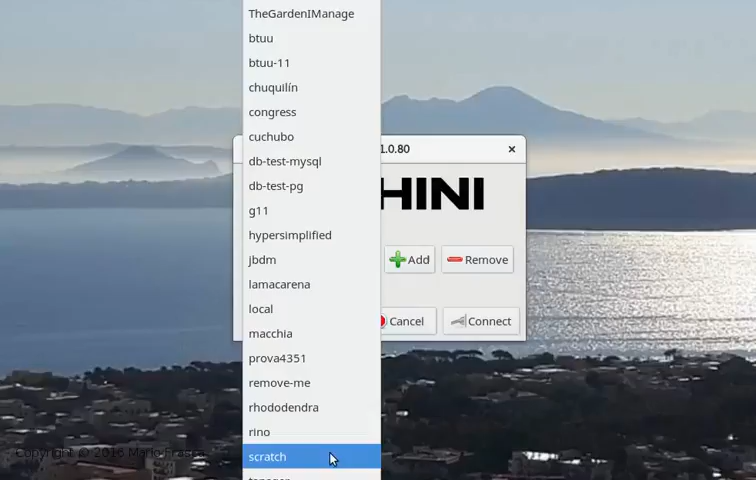 TheGardenIManage
btuu
btuu-11
chuquilín
congress
cuchubo
db-test-mysql
db-test-pg
g11
hypersimplified
jbdm
lamacarena
local
macchia
prova4351
remove-me
rhododendra
rino
scratch
1.0.80
HINI
Add
Remove
Cancel
Connect
Copyright © 2018 Mario Frasca